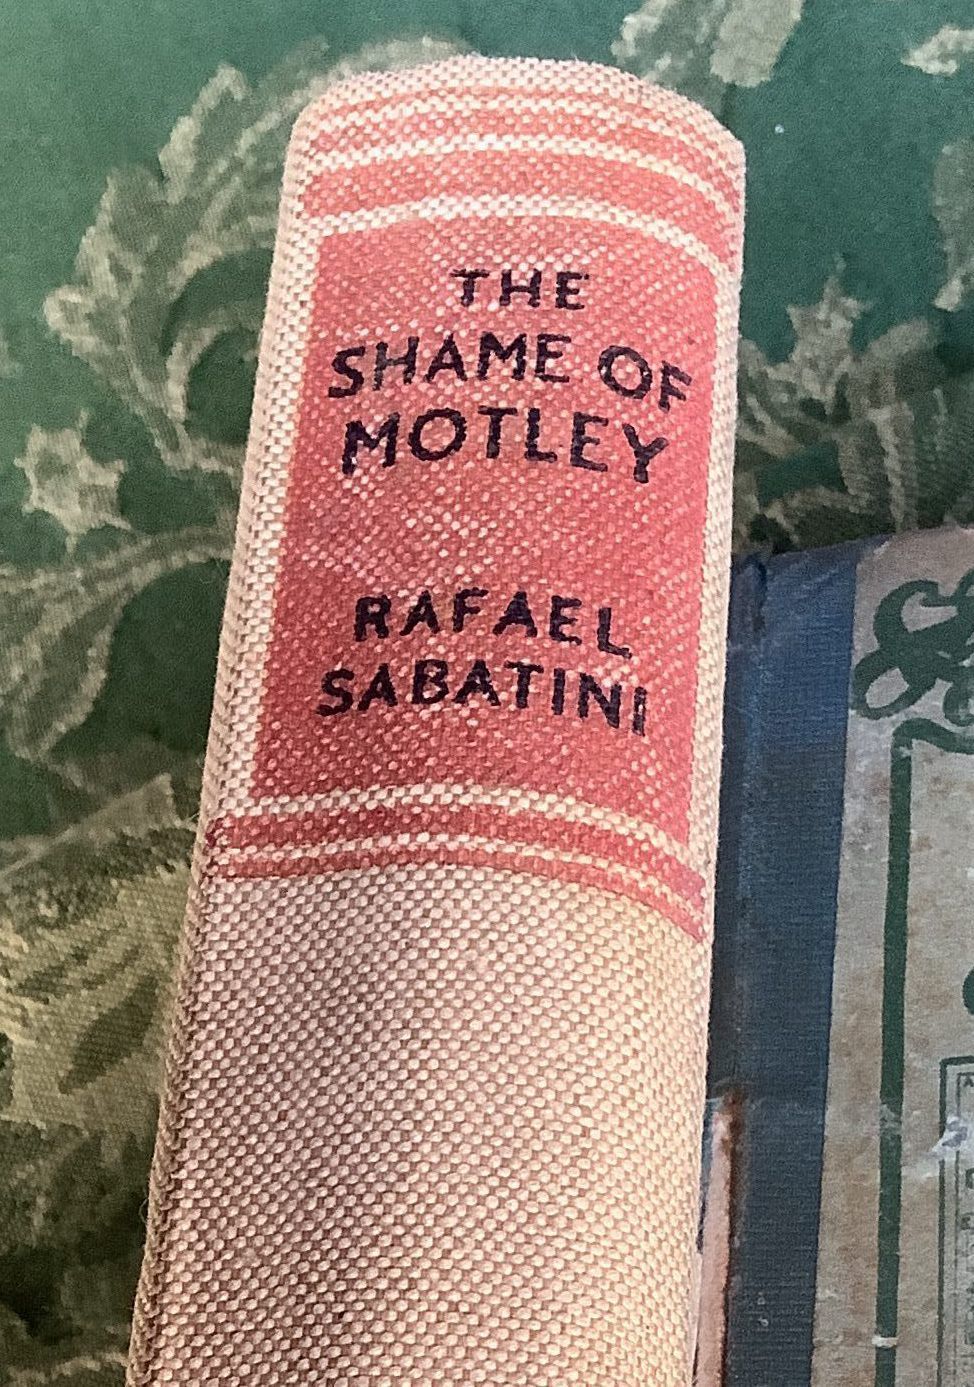 THE
SHAME OF
MOTLEY
RAFAEL
SABATINI